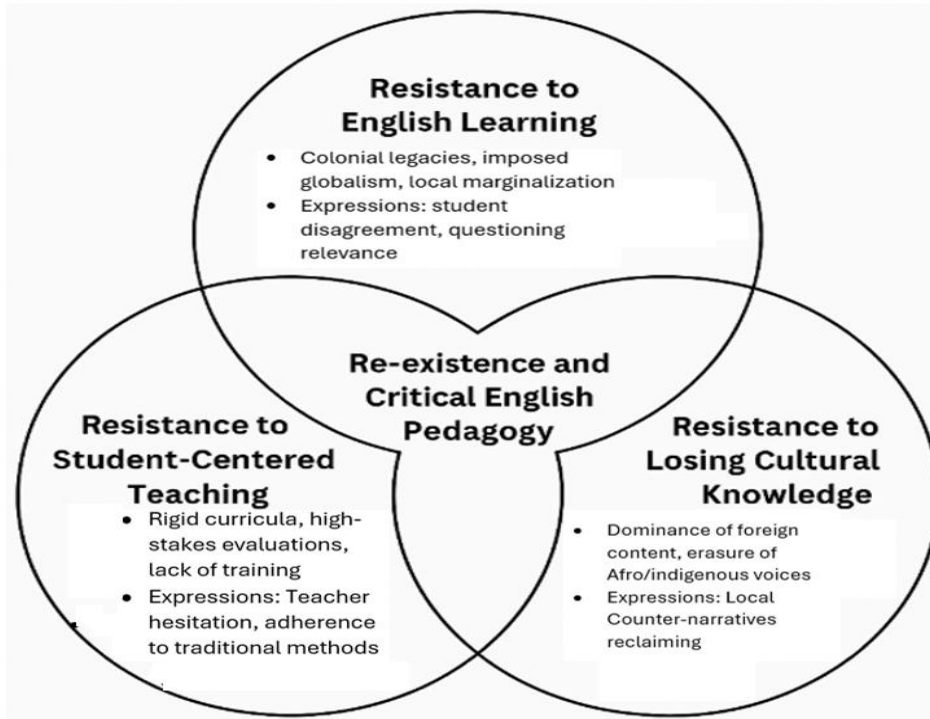 Resistance to
English Learning
• Colonial legacies, imposed
globalism, local marginalization
• Expressions: student
disagreement, questioning
relevance
Re-existence and
Critical English
Pedagogy
Resistance to
Student-Centered
Teaching
• Rigid curricula, high-
stakes evaluations,
lack of training
• Expressions: Teacher
hesitation, adherence
to traditional methods
Resistance to
Losing Cultural
Knowledge
• Dominance of foreign
content, erasure of
Afro/indigenous voices
• Expressions: Local
Counter-narratives
reclaiming